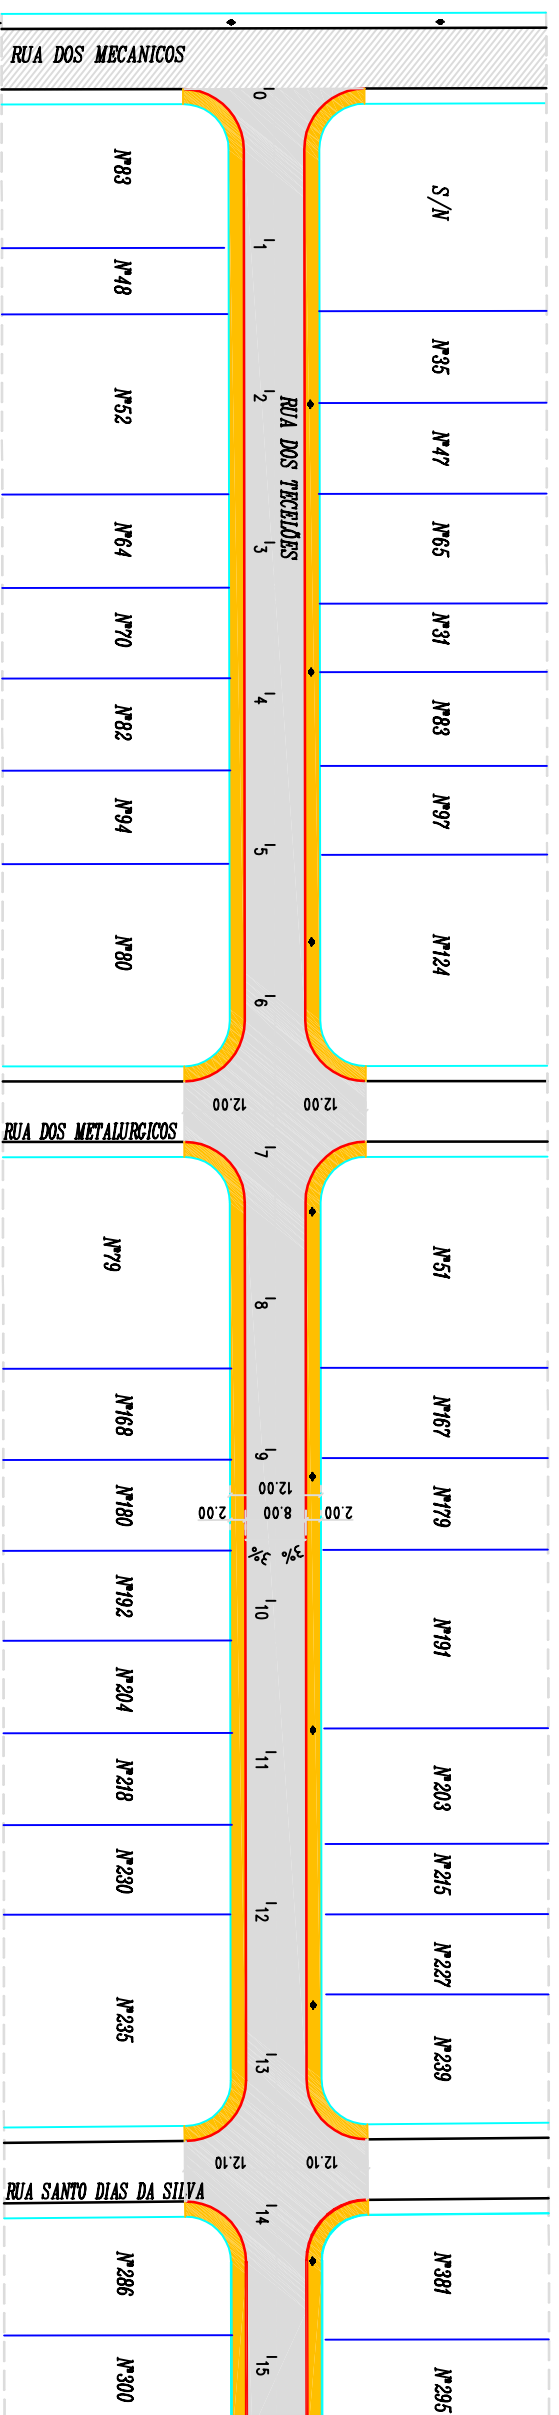 RUA DOS MECANICOS
0
Nº83
S/N
1
Nº48
Nº35
2
RUA DOS TECELÕES
Nº52
Nº47
Nº64
3
Nº65
Nº70
Nº31
4
Nº82
Nº83
Nº94
5
Nº97
Nº80
6
Nº124
12.00
12.00
RUA DOS METALURGICOS
7
Nº79
Nº51
8
Nº168
Nº167
9
12.00
2.00
8.00
2.00
Nº180
Nº179
3%
3%
Nº192
10
Nº191
Nº204
11
Nº218
Nº203
Nº230
Nº215
12
Nº227
Nº235
Nº239
13
12.10
12.10
RUA SANTO DIAS DA SILVA
14
Nº286
Nº381
15
Nº300
Nº295